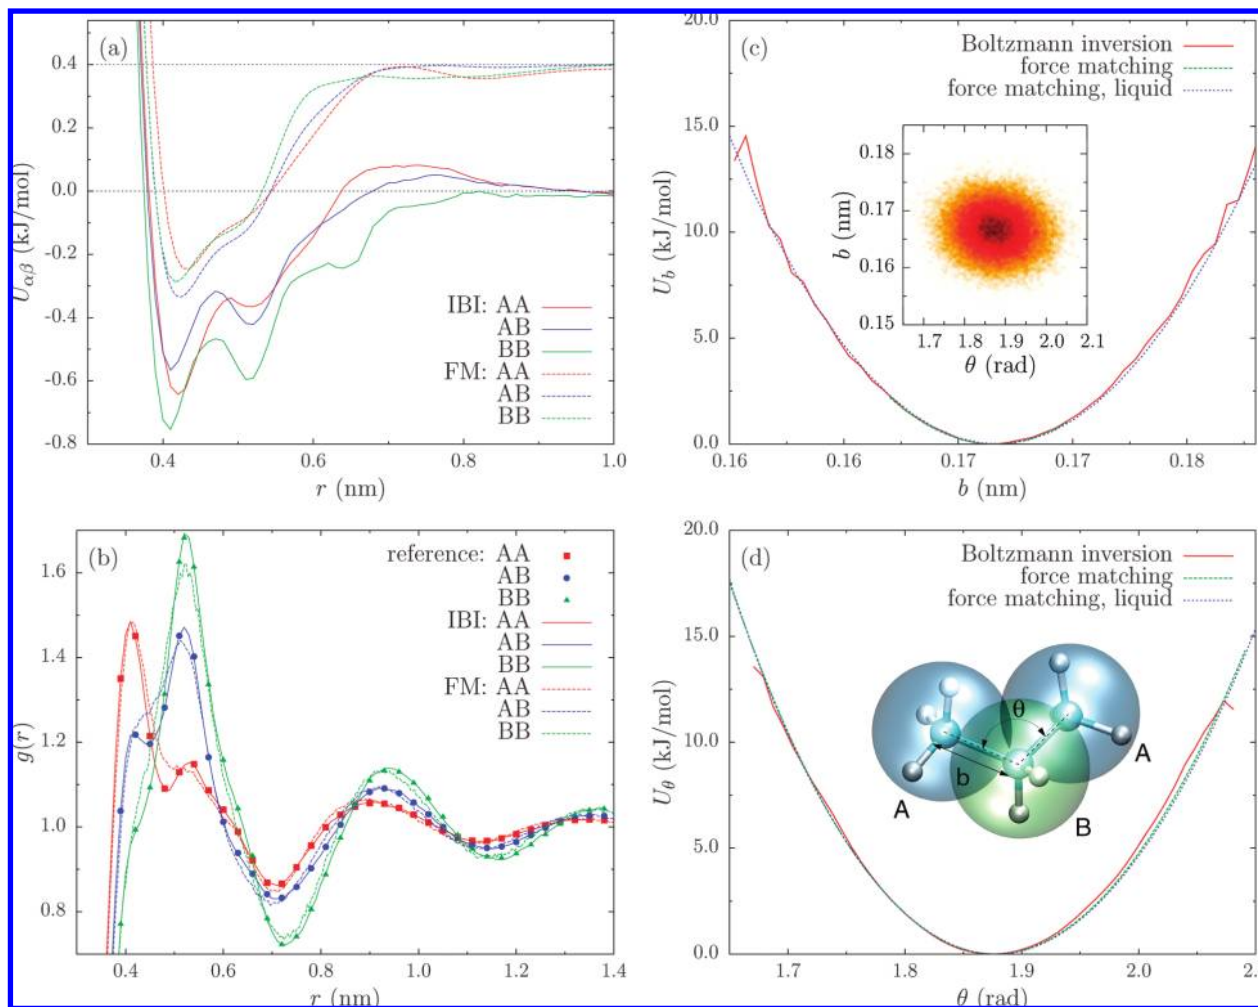 (a)
0.4
0.2
0.0
-0.2
-0.4
-0.6
-0.8
U_αβ (kJ/mol)
IBI: AA
AB
BB
FM: AA
AB
BB
0.4
0.6
0.8
1.0
r (nm)
(c)
20.0
15.0
10.0
5.0
0.0
U_b (kJ/mol)
Boltzmann inversion
force matching
force matching, liquid
0.18
0.17
0.16
0.15
b (nm)
1.7 1.8 1.9 2.0 2.1
θ (rad)
0.16
0.16
0.17
0.17
0.18
b (nm)
(b)
1.6
1.4
1.2
1.0
0.8
g(r)
reference: AA
AB
BB
IBI: AA
AB
BB
FM: AA
AB
BB
0.4
0.6
0.8
1.0
1.2
1.4
r (nm)
(d)
20.0
15.0
10.0
5.0
0.0
U_θ (kJ/mol)
Boltzmann inversion
force matching
force matching, liquid
θ
b
A
A
B
1.7
1.8
1.9
2.0
2.
θ (rad)